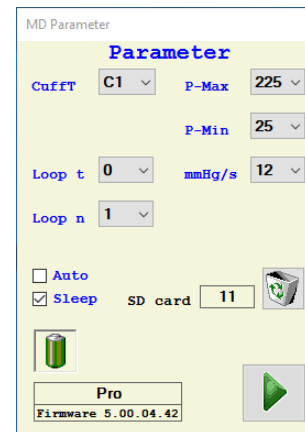 MD Parameter
Parameter
CuffT C1 P-Max 225
P-Min 25
Loop t 0 mmHg/s 12
Loop n 1
Auto
Sleep SD card 11
Pro
Firmware 5.00.04.42